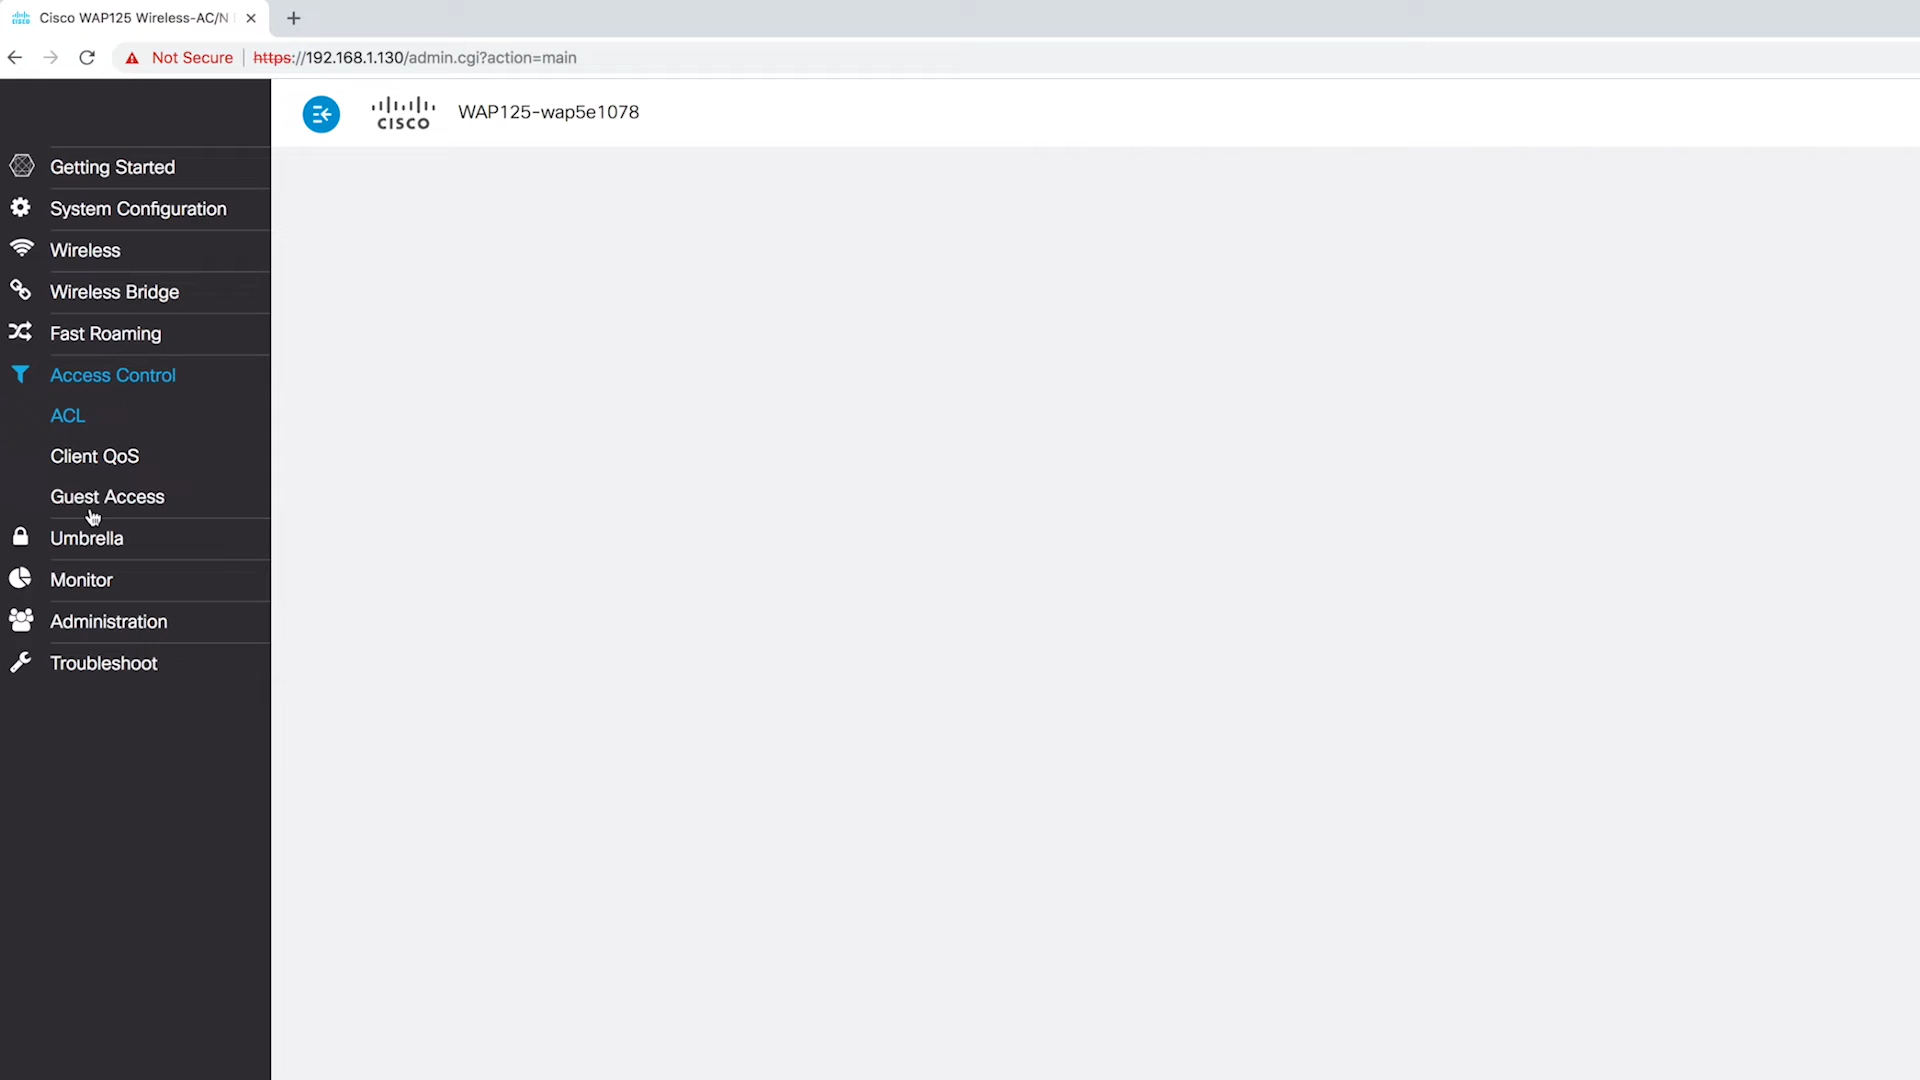 Cisco WAP125 Wireless-AC/N
Not Secure
https://192.168.1.130/admin.cgi?action=main
CISCO
WAP125-wap5e1078
Getting Started
System Configuration
Wireless
Wireless Bridge
Fast Roaming
Access Control
ACL
Client QoS
Guest Access
Umbrella
Monitor
Administration
Troubleshoot